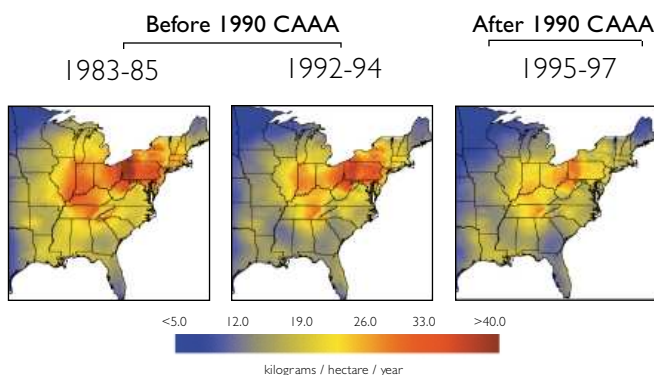 Before 1990 CAAA
After 1990 CAAA
1983-85
1992-94
1995-97
<5.0 12.0 19.0 26.0 33.0 >40.0
kilograms / hectare / year